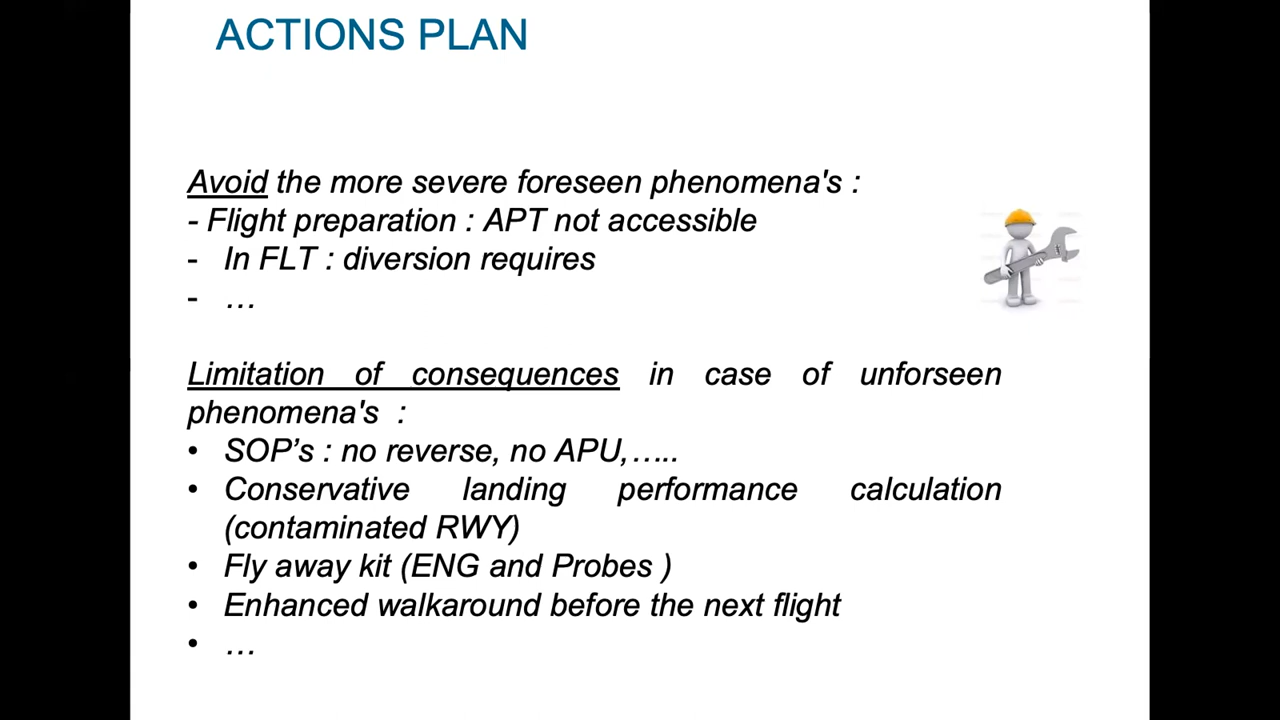 ACTIONS PLAN
Avoid the more severe foreseen phenomena's :
- Flight preparation : APT not accessible
- In FLT : diversion requires
- …
Limitation of consequences in case of unforseen
phenomena's :
• SOP’s : no reverse, no APU,…..
• Conservative landing performance calculation
(contaminated RWY)
• Fly away kit (ENG and Probes )
• Enhanced walkaround before the next flight
• …